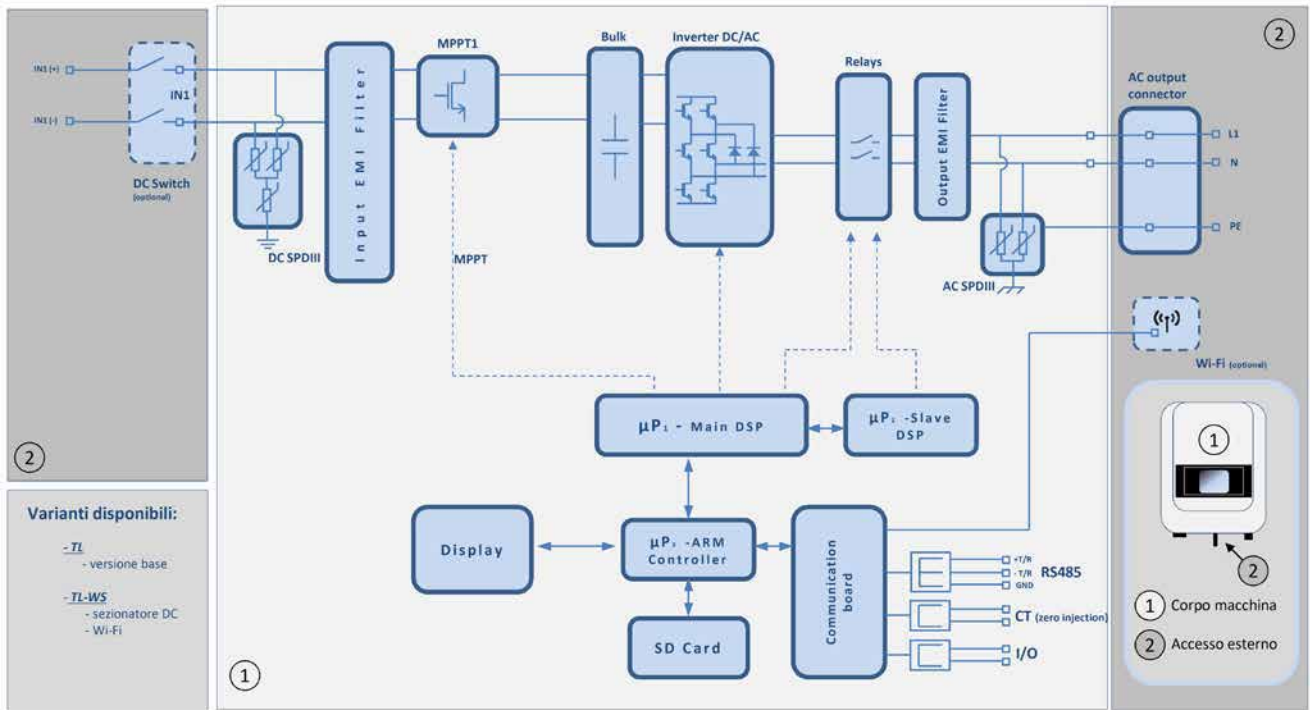 2
IN1 (+)
IN1 (-)
IN1
DC Switch
(optional)
DC SPDIII
Input EMI Filter
MPPT1
MPPT
Bulk
Inverter DC/AC
Relays
Output EMI Filter
AC SPDIII
AC output
connector
L1
N
PE
Wi-Fi (optional)
2
µP₁ - Main DSP
µP₁ -Slave
DSP
Display
µP₁ -ARM
Controller
SD Card
Communication
board
+T/R
- T/R
GND
RS485
CT (zero injection)
I/O
1
Varianti disponibili:
- TL
- versione base
- TL-WS
- sezionatore DC
- Wi-Fi
1
2
1 Corpo macchina
2 Accesso esterno